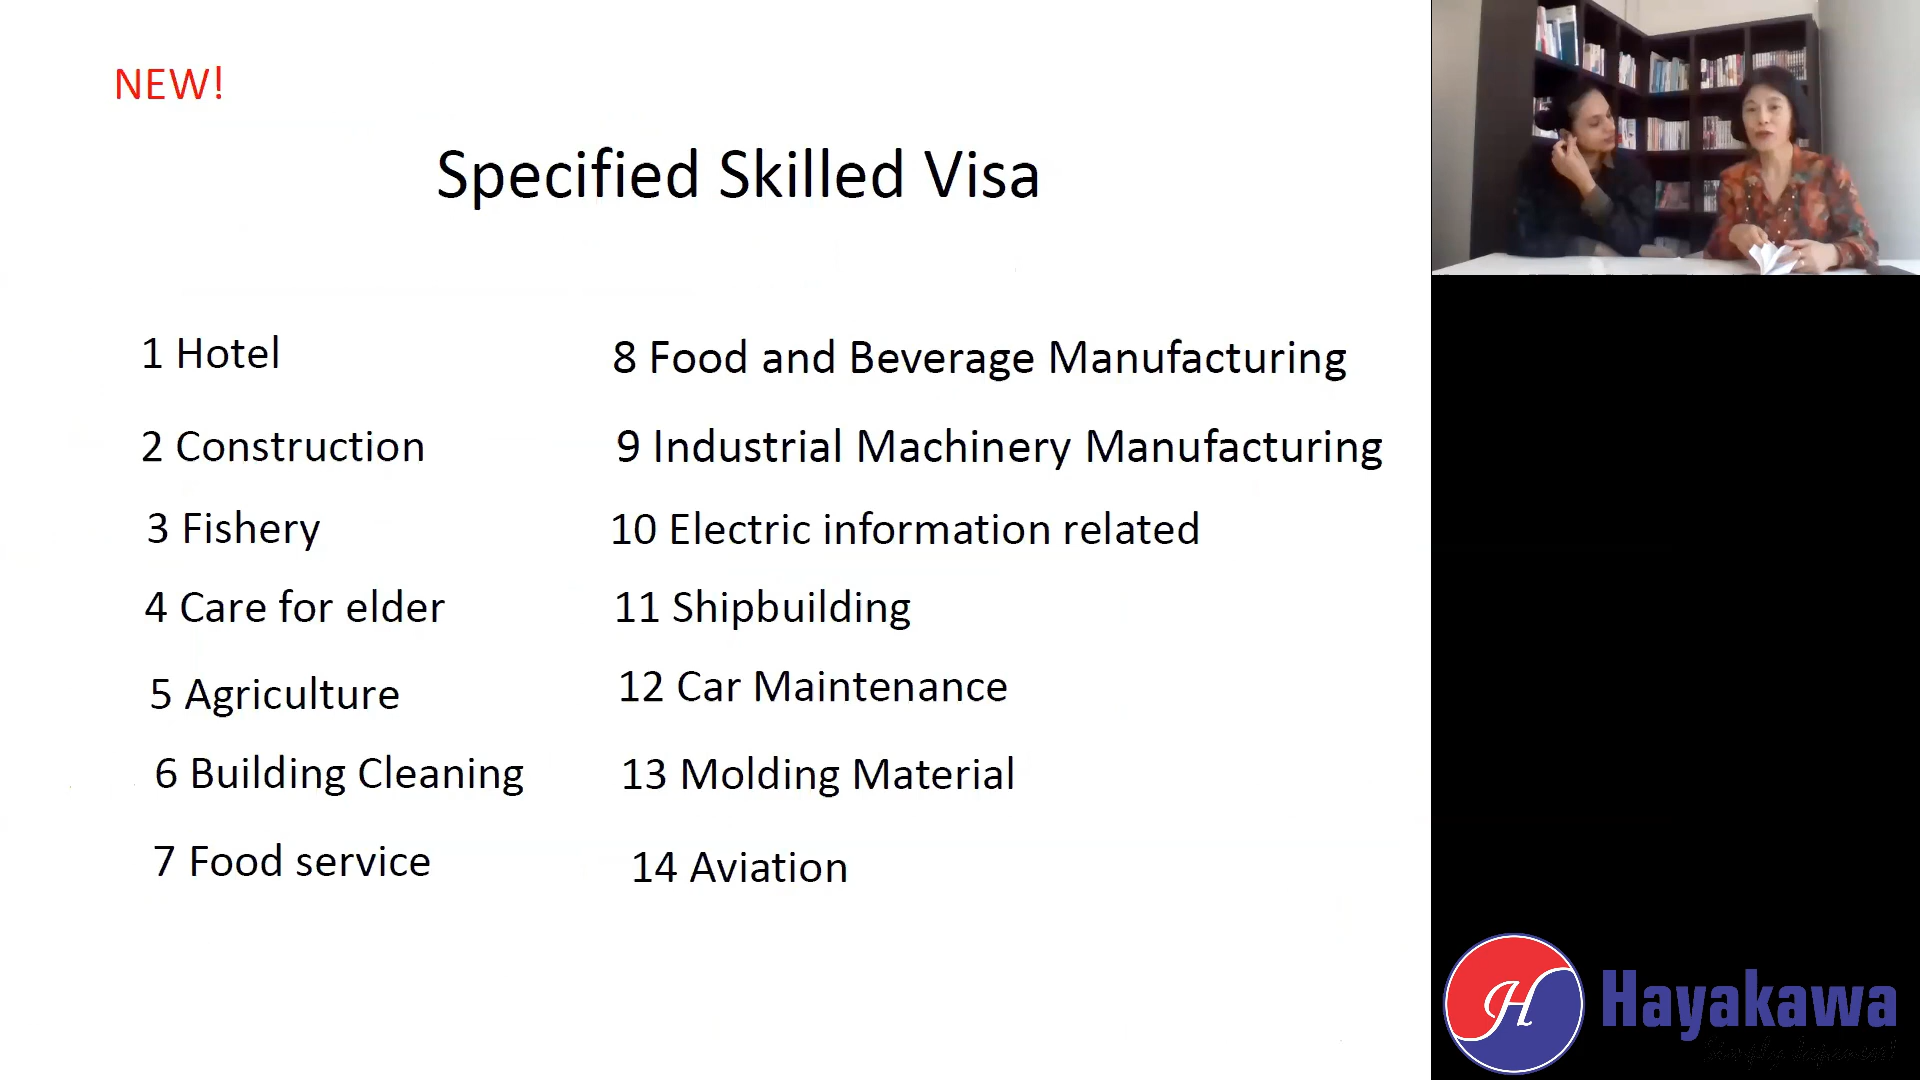 NEW!
Specified Skilled Visa
1 Hotel
2 Construction
3 Fishery
4 Care for elder
5 Agriculture
6 Building Cleaning
7 Food service
8 Food and Beverage Manufacturing
9 Industrial Machinery Manufacturing
10 Electric information related
11 Shipbuilding
12 Car Maintenance
13 Molding Material
14 Aviation
H
Hayakawa